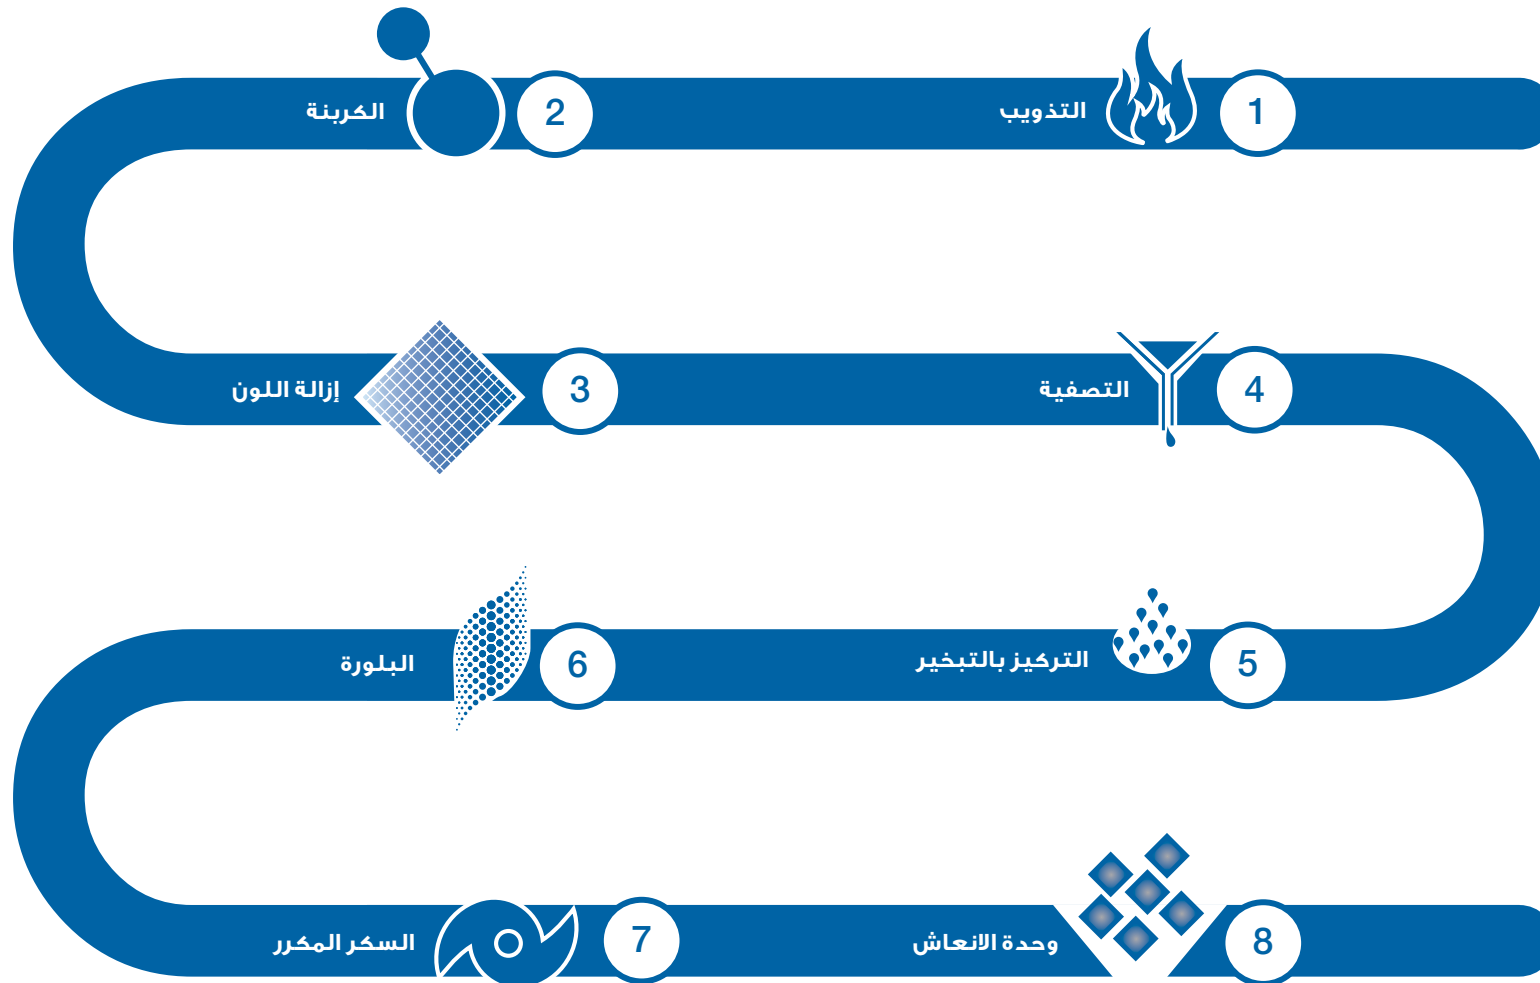 1
التذويب
2
الكربنة
3
إزالة اللون
4
التصفية
5
التركيز بالتبخير
6
البلورة
7
السكر المكرر
8
وحدة الانعاش